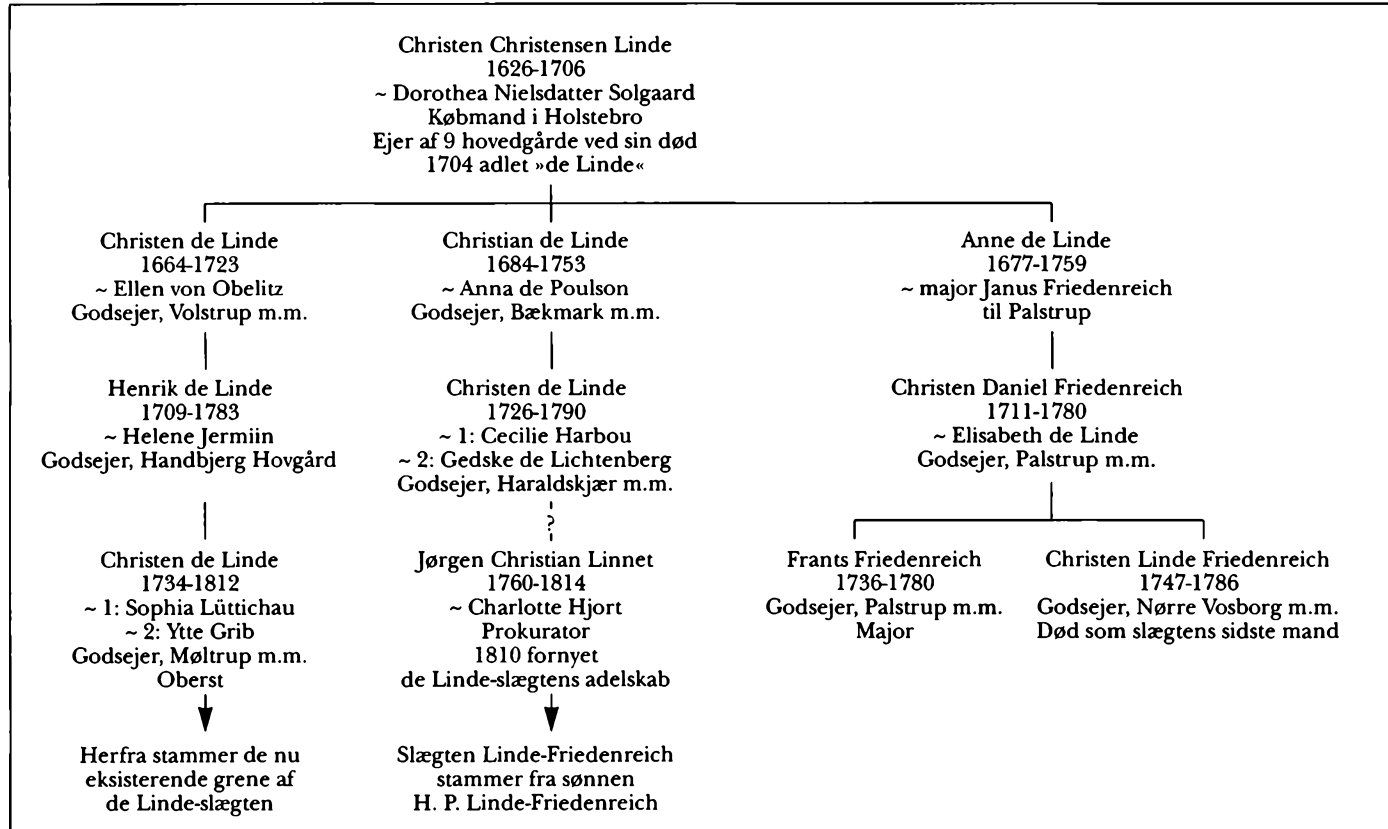 Christen Christensen Linde
1626-1706
~ Dorothea Nielsdatter Solgaard
Købmand i Holstebro
Ejer af 9 hovedgårde ved sin død
1704 adlet »de Linde«
Christen de Linde
1664-1723
~ Ellen von Obelitz
Godsejer, Volstrup m.m.
Christian de Linde
1684-1753
~ Anna de Poulson
Godsejer, Bækmark m.m.
Anne de Linde
1677-1759
~ major Janus Friedenreich
til Palstrup
Henrik de Linde
1709-1783
~ Helene Jermiin
Godsejer, Handbjerg Hovgård
Christen de Linde
1726-1790
~ 1: Cecilie Harbou
~ 2: Gedske de Lichtenberg
Godsejer, Haraldskjær m.m.
Christen Daniel Friedenreich
1711-1780
~ Elisabeth de Linde
Godsejer, Palstrup m.m.
?
Christen de Linde
1734-1812
~ 1: Sophia Lüttichau
~ 2: Ytte Grib
Godsejer, Møltrup m.m.
Oberst
Jørgen Christian Linnet
1760-1814
~ Charlotte Hjort
Prokurator
1810 fornyet
de Linde-slægtens adelskab
Frants Friedenreich
1736-1780
Godsejer, Palstrup m.m.
Major
Christen Linde Friedenreich
1747-1786
Godsejer, Nørre Vosborg m.m.
Død som slægtens sidste mand
Herfra stammer de nu
eksisterende grene af
de Linde-slægten
Slægten Linde-Friedenreich
stammer fra sønnen
H. P. Linde-Friedenreich